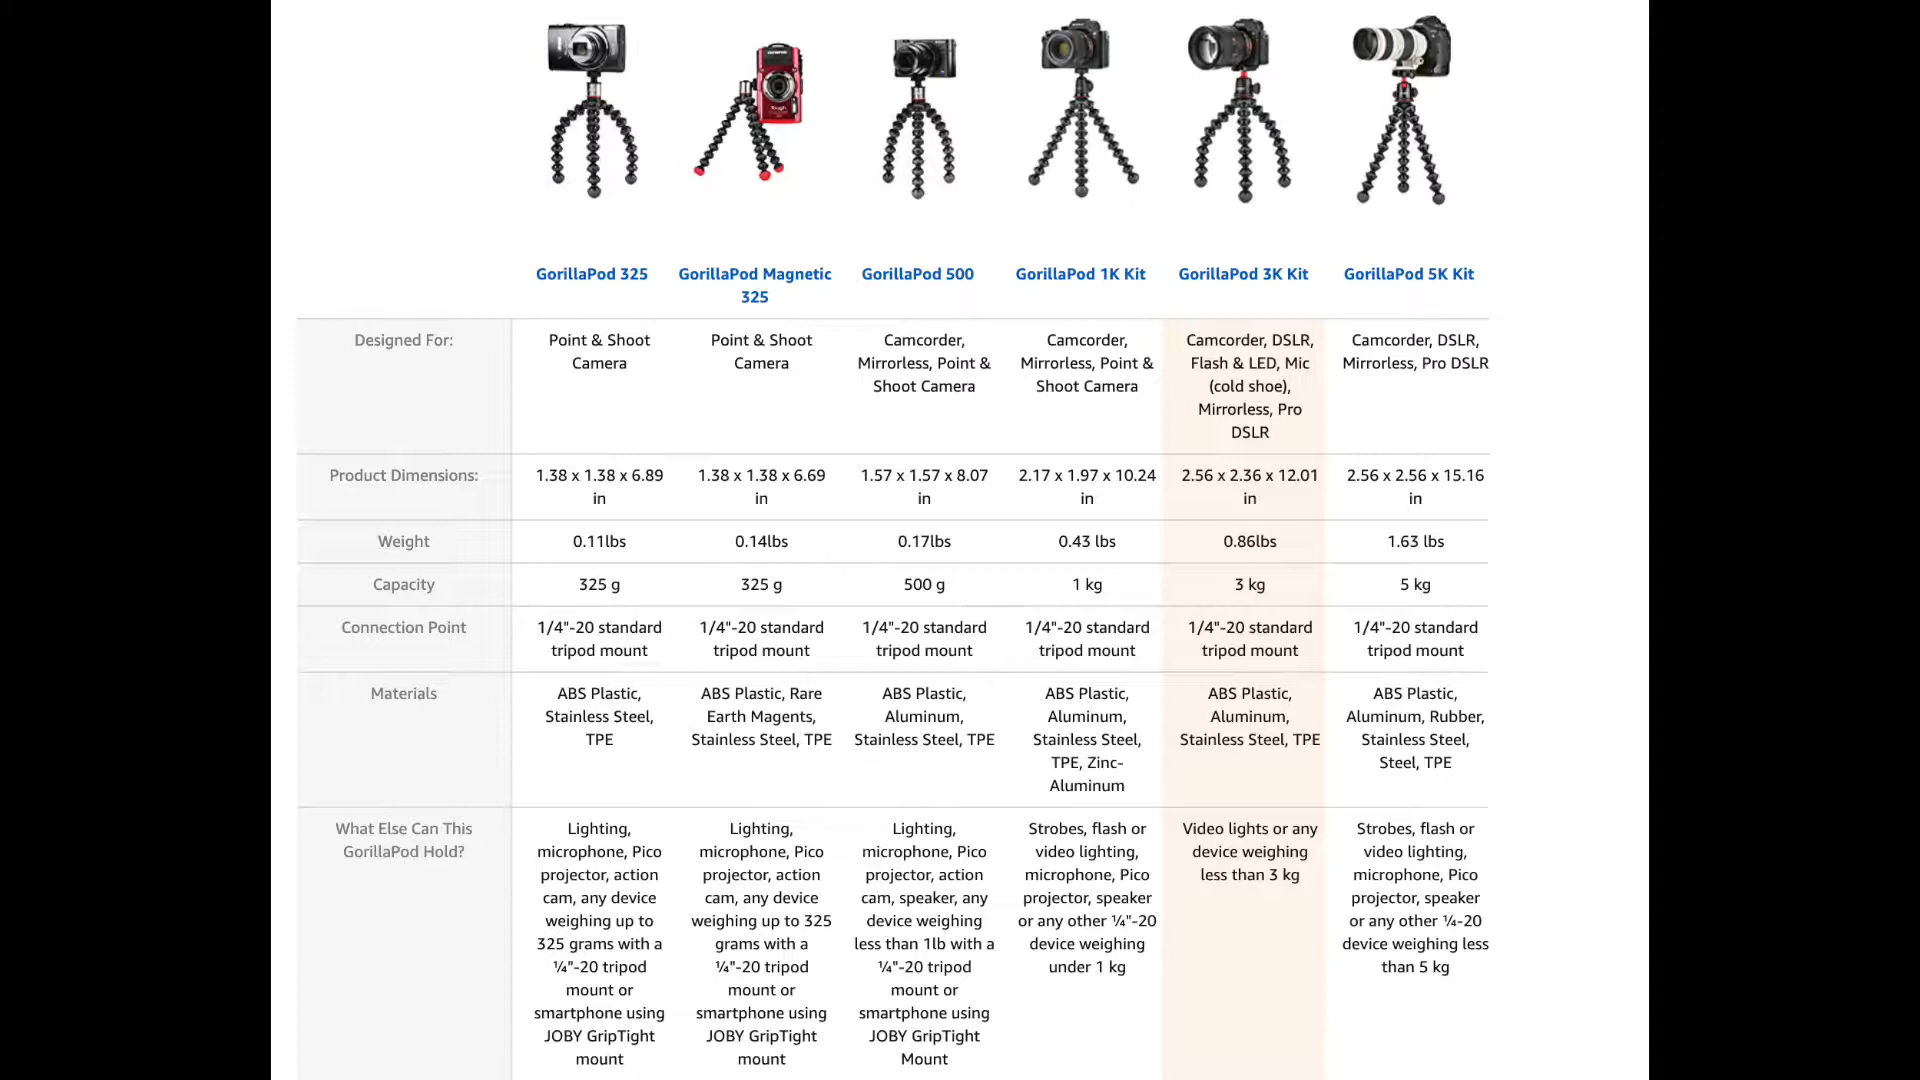 GorillaPod 325
GorillaPod Magnetic
325
GorillaPod 500
GorillaPod 1K Kit
GorillaPod 3K Kit
GorillaPod 5K Kit
Designed For:
Point & Shoot
Camera
Point & Shoot
Camera
Camcorder,
Mirrorless, Point &
Shoot Camera
Camcorder,
Mirrorless, Point &
Shoot Camera
Camcorder, DSLR,
Flash & LED, Mic
(cold shoe),
Mirrorless, Pro
DSLR
Camcorder, DSLR,
Mirrorless, Pro DSLR
Product Dimensions:
1.38 x 1.38 x 6.89
in
1.38 x 1.38 x 6.69
in
1.57 x 1.57 x 8.07
in
2.17 x 1.97 x 10.24
in
2.56 x 2.36 x 12.01
in
2.56 x 2.56 x 15.16
in
Weight
0.11lbs
0.14lbs
0.17lbs
0.43 lbs
0.86lbs
1.63 lbs
Capacity
325 g
325 g
500 g
1 kg
3 kg
5 kg
Connection Point
1/4"-20 standard
tripod mount
1/4"-20 standard
tripod mount
1/4"-20 standard
tripod mount
1/4"-20 standard
tripod mount
1/4"-20 standard
tripod mount
1/4"-20 standard
tripod mount
Materials
ABS Plastic,
Stainless Steel,
TPE
ABS Plastic, Rare
Earth Magents,
Stainless Steel, TPE
ABS Plastic,
Aluminum,
Stainless Steel, TPE
ABS Plastic,
Aluminum,
Stainless Steel,
TPE, Zinc-
Aluminum
ABS Plastic,
Aluminum,
Stainless Steel, TPE
ABS Plastic,
Aluminum, Rubber,
Stainless Steel,
Steel, TPE
What Else Can This
GorillaPod Hold?
Lighting,
microphone, Pico
projector, action
cam, any device
weighing up to
325 grams with a
¼"-20 tripod
mount or
smartphone using
JOBY GripTight
mount
Lighting,
microphone, Pico
projector, action
cam, any device
weighing up to 325
grams with a
¼"-20 tripod
mount or
smartphone using
JOBY GripTight
mount
Lighting,
microphone, Pico
projector, action
cam, speaker, any
device weighing
less than 1lb with a
¼"-20 tripod
mount or
smartphone using
JOBY GripTight
Mount
Strobes, flash or
video lighting,
microphone, Pico
projector, speaker
or any other ¼"-20
device weighing
under 1 kg
Video lights or any
device weighing
less than 3 kg
Strobes, flash or
video lighting,
microphone, Pico
projector, speaker
or any other ¼-20
device weighing less
than 5 kg